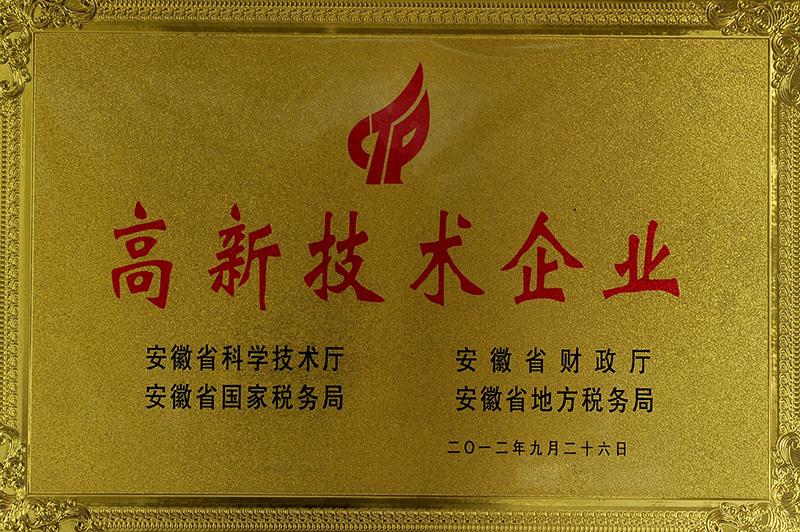 高新技术企业
安徽省科学技术厅
安徽省财政厅
安徽省国家税务局
安徽省地方税务局
二〇一二年九月二十六日